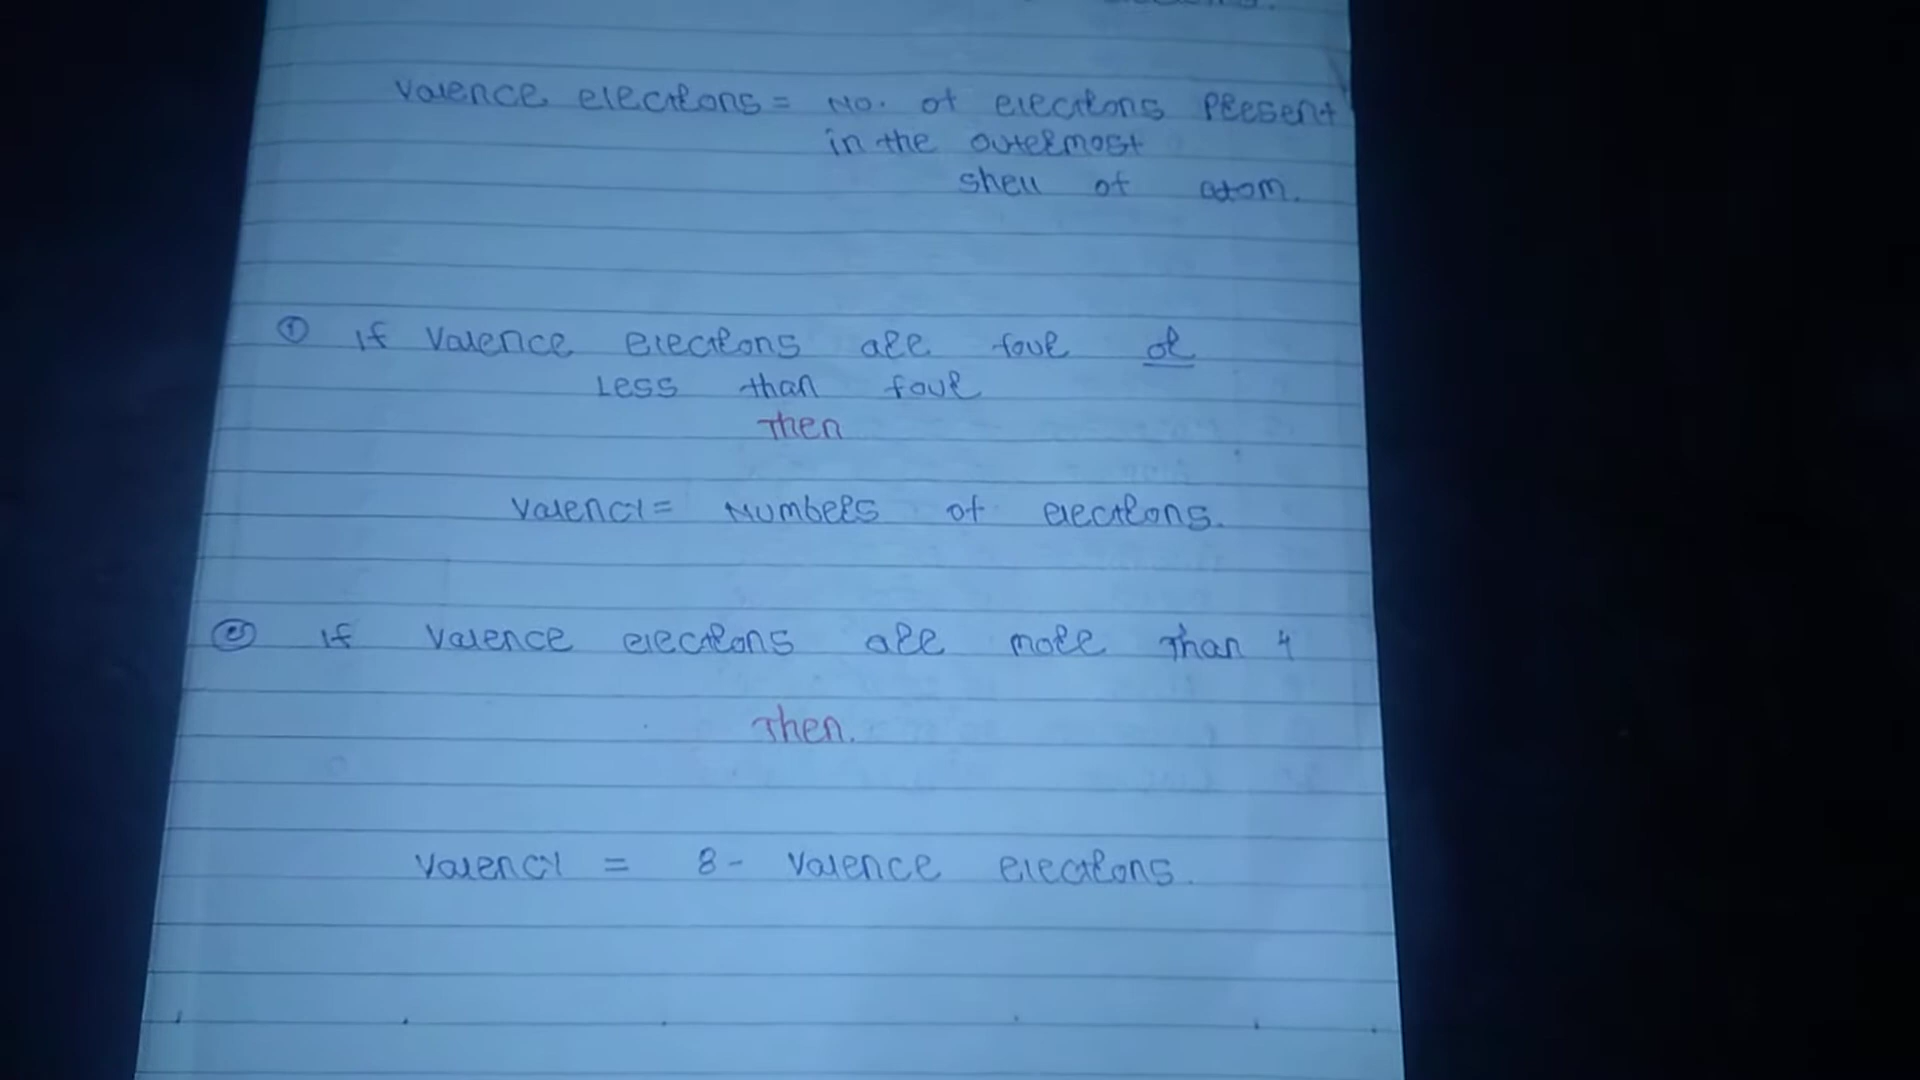 Valence electrons = No. of electrons present
in the outermost
shell of atom.
① If Valence electrons are four or
Less than four
Then
Valency = Numbers of electrons.
② If Valence electrons are more Than 4
Then.
Valency = 8 - Valence electrons.